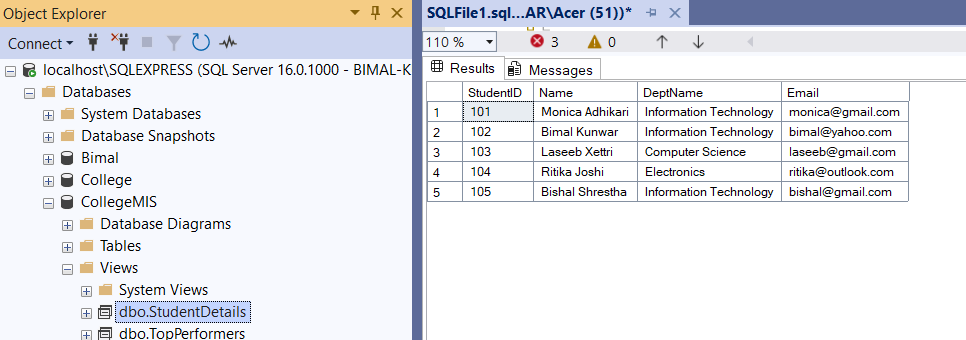 Object Explorer
Connect
localhost\SQLEXPRESS (SQL Server 16.0.1000 - BIMAL-K
Databases
System Databases
Database Snapshots
Bimal
College
CollegeMIS
Database Diagrams
Tables
Views
System Views
dbo.StudentDetails
dbo.TopPerformers
SQLFile1.sql...AR\Acer (51))*
110 % 3 0
Results Messages
StudentID Name DeptName Email
1 101 Monica Adhikari Information Technology monica@gmail.com
2 102 Bimal Kunwar Information Technology bimal@yahoo.com
3 103 Laseeb Xettri Computer Science laseeb@gmail.com
4 104 Ritika Joshi Electronics ritika@outlook.com
5 105 Bishal Shrestha Information Technology bishal@gmail.com